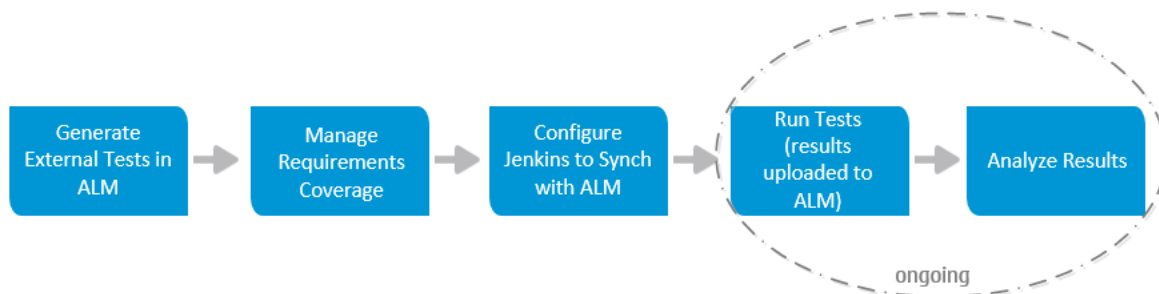 Generate
External Tests in
ALM
Manage
Requirements
Coverage
Configure
Jenkins to Synch
with ALM
Run Tests
(results
uploaded to
ALM)
Analyze Results
ongoing